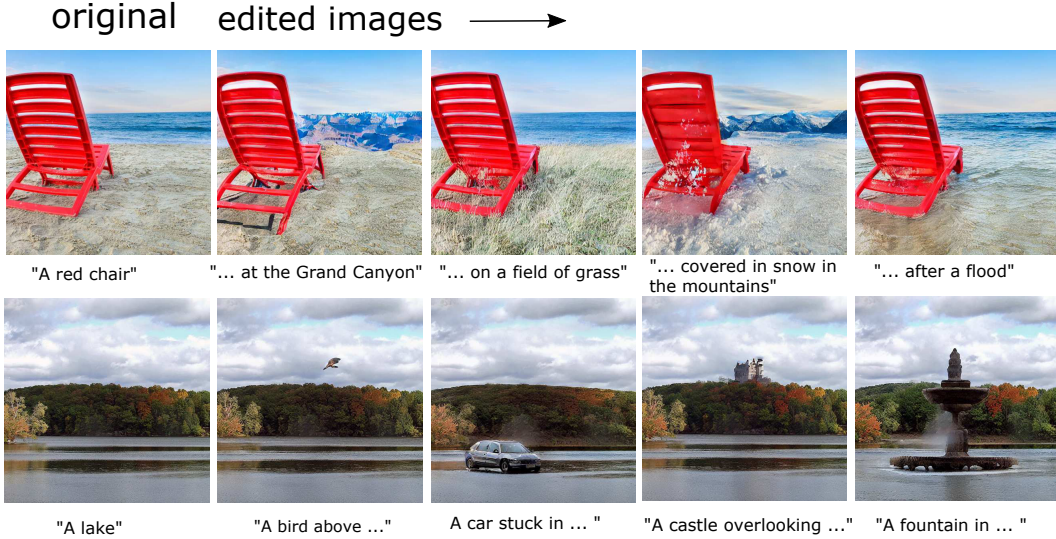 original edited images
"A red chair" "... at the Grand Canyon" "... on a field of grass" "... covered in snow in
the mountains" "... after a flood"
"A lake" "A bird above ..." A car stuck in ... " "A castle overlooking ..." "A fountain in ... "